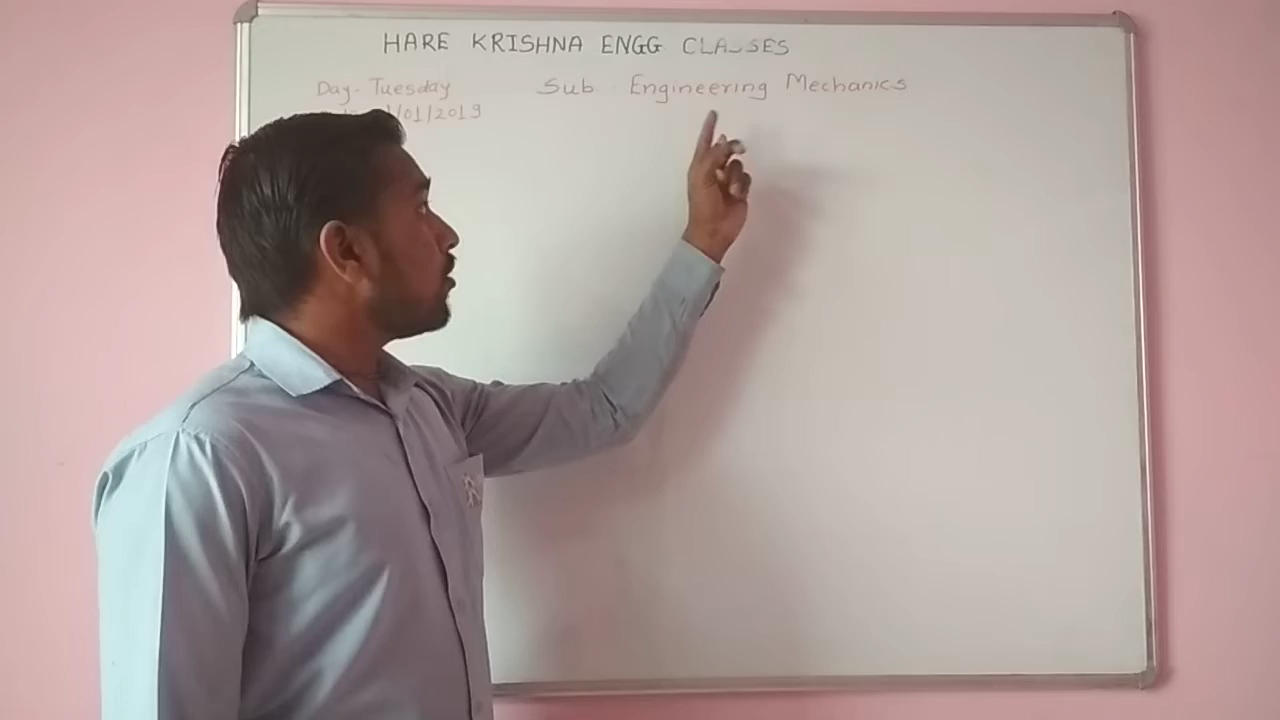 HARE KRISHNA ENGG CLASSES
Day- Tuesday Sub Engineering Mechanics
/01/2019